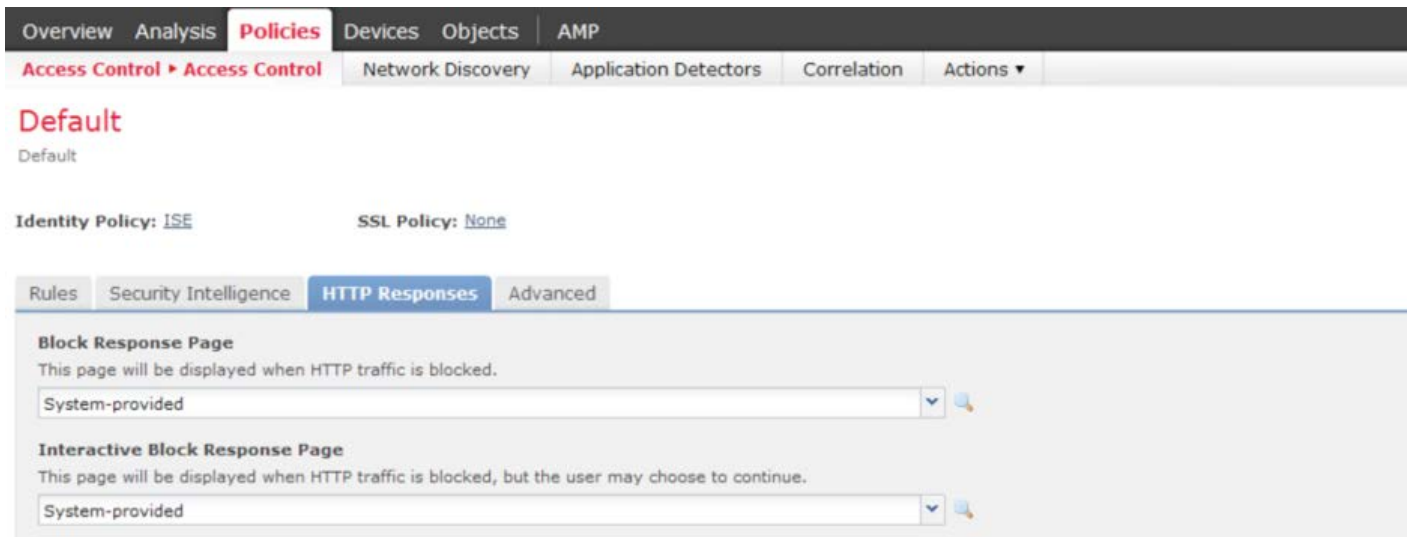 Overview Analysis Policies Devices Objects AMP
Access Control ▸ Access Control Network Discovery Application Detectors Correlation Actions ▼
Default
Default
Identity Policy: ISE SSL Policy: None
Rules Security Intelligence HTTP Responses Advanced
Block Response Page
This page will be displayed when HTTP traffic is blocked.
System-provided
Interactive Block Response Page
This page will be displayed when HTTP traffic is blocked, but the user may choose to continue.
System-provided